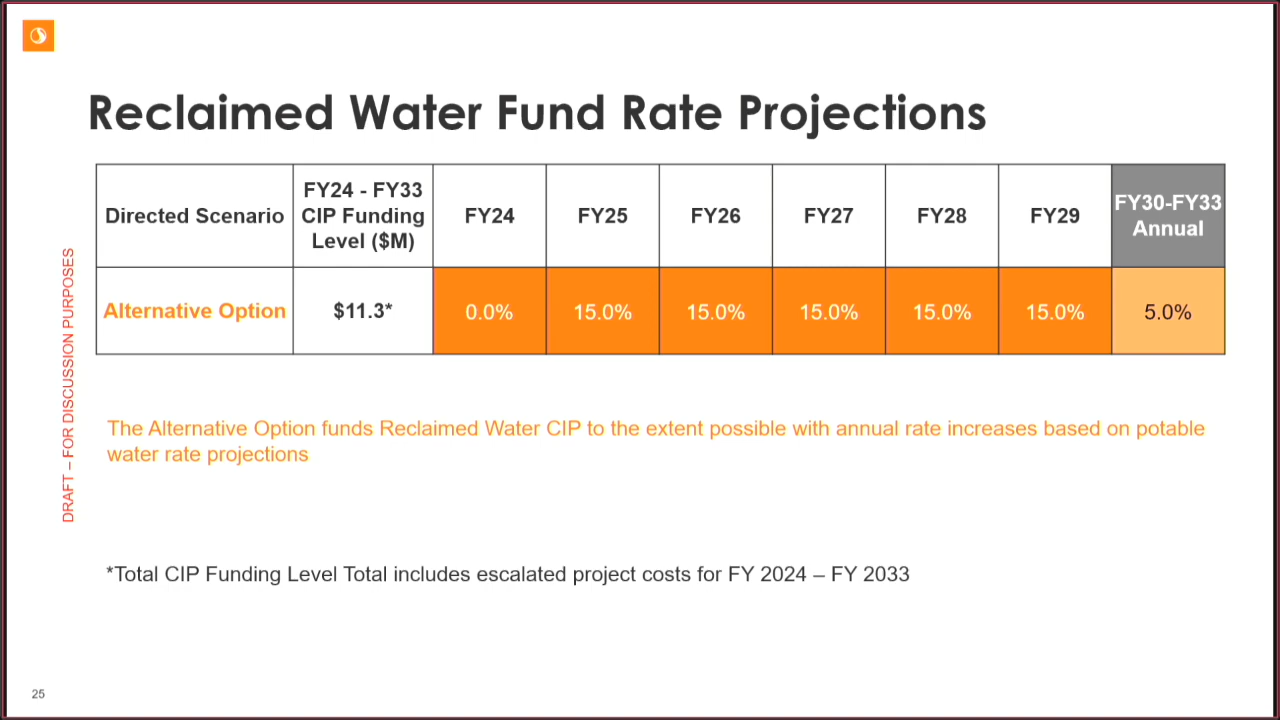 Reclaimed Water Fund Rate Projections
Directed Scenario
FY24 - FY33
CIP Funding
Level ($M)
FY24
FY25
FY26
FY27
FY28
FY29
FY30-FY33
Annual
Alternative Option
$11.3*
0.0%
15.0%
15.0%
15.0%
15.0%
15.0%
5.0%
DRAFT – FOR DISCUSSION PURPOSES
The Alternative Option funds Reclaimed Water CIP to the extent possible with annual rate increases based on potable
water rate projections
*Total CIP Funding Level Total includes escalated project costs for FY 2024 – FY 2033
25